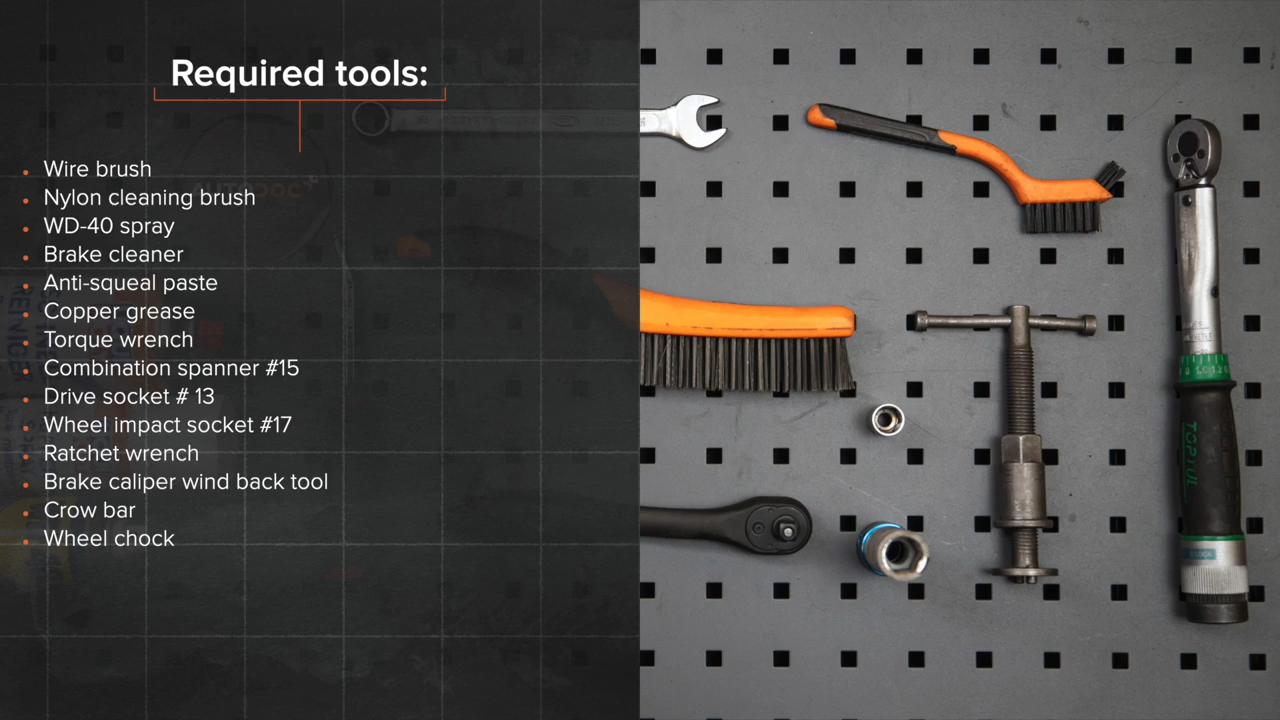 Required tools:
Wire brush
Nylon cleaning brush
WD-40 spray
Brake cleaner
Anti-squeal paste
Copper grease
Torque wrench
Combination spanner #15
Drive socket # 13
Wheel impact socket #17
Ratchet wrench
Brake caliper wind back tool
Crow bar
Wheel chock
TOPTUL